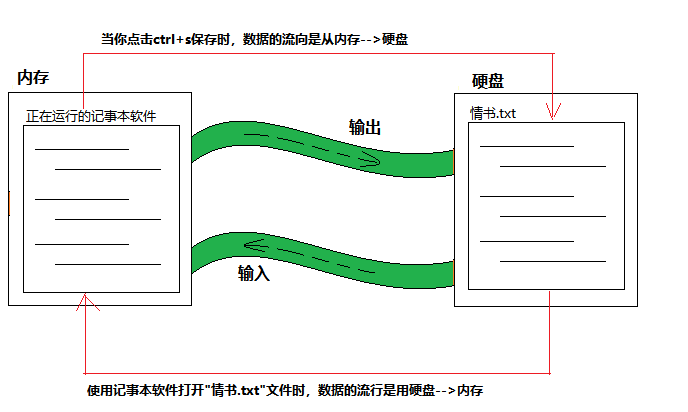 当你点击ctrl+s保存时，数据的流向是从内存-->硬盘
内存
硬盘
正在运行的记事本软件
情书.txt
输出
输入
使用记事本软件打开"情书.txt"文件时，数据的流行是用硬盘-->内存